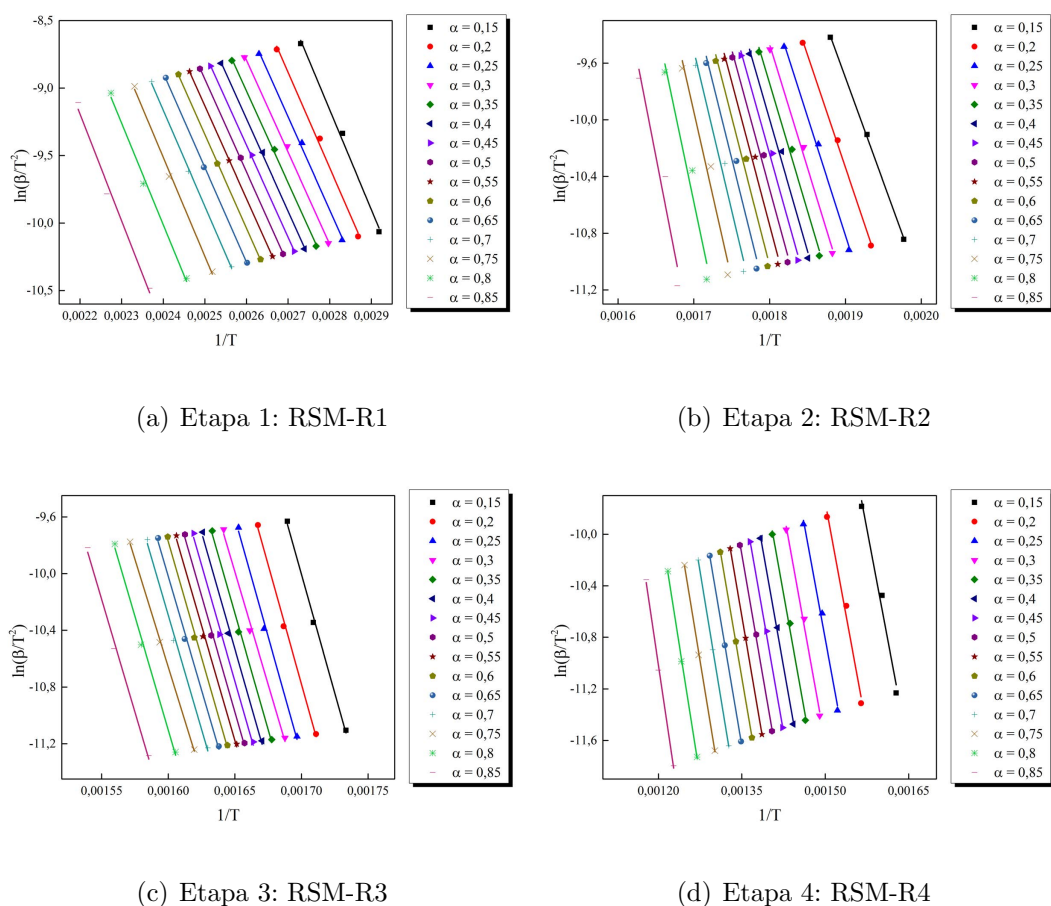 -8,5
-9,0
-9,5
-10,0
-10,5
ln(β/T²)
0,0022 0,0023 0,0024 0,0025 0,0026 0,0027 0,0028 0,0029
1/T
α = 0,15
α = 0,2
α = 0,25
α = 0,3
α = 0,35
α = 0,4
α = 0,45
α = 0,5
α = 0,55
α = 0,6
α = 0,65
α = 0,7
α = 0,75
α = 0,8
α = 0,85
(a) Etapa 1: RSM-R1
-9,6
-10,0
-10,4
-10,8
-11,2
ln(β/T²)
0,0016 0,0017 0,0018 0,0019 0,0020
1/T
α = 0,15
α = 0,2
α = 0,25
α = 0,3
α = 0,35
α = 0,4
α = 0,45
α = 0,5
α = 0,55
α = 0,6
α = 0,65
α = 0,7
α = 0,75
α = 0,8
α = 0,85
(b) Etapa 2: RSM-R2
-9,6
-10,0
-10,4
-10,8
-11,2
ln(β/T²)
0,00155 0,00160 0,00165 0,00170 0,00175
1/T
α = 0,15
α = 0,2
α = 0,25
α = 0,3
α = 0,35
α = 0,4
α = 0,45
α = 0,5
α = 0,55
α = 0,6
α = 0,65
α = 0,7
α = 0,75
α = 0,8
α = 0,85
(c) Etapa 3: RSM-R3
-10,0
-10,4
-10,8
-11,2
-11,6
ln(β/T²)
0,00120 0,00135 0,00150 0,00165
1/T
α = 0,15
α = 0,2
α = 0,25
α = 0,3
α = 0,35
α = 0,4
α = 0,45
α = 0,5
α = 0,55
α = 0,6
α = 0,65
α = 0,7
α = 0,75
α = 0,8
α = 0,85
(d) Etapa 4: RSM-R4